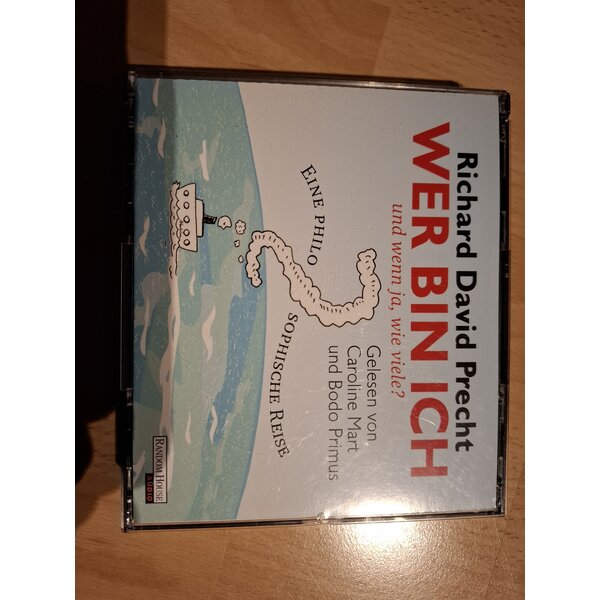 Richard David Precht
WER BIN ICH
und wenn ja, wie viele?
Gelesen von
Caroline Mart
und Bodo Primus
EINE PHILO
SOPHISCHE REISE
RANDOM HOUSE
AUDIO